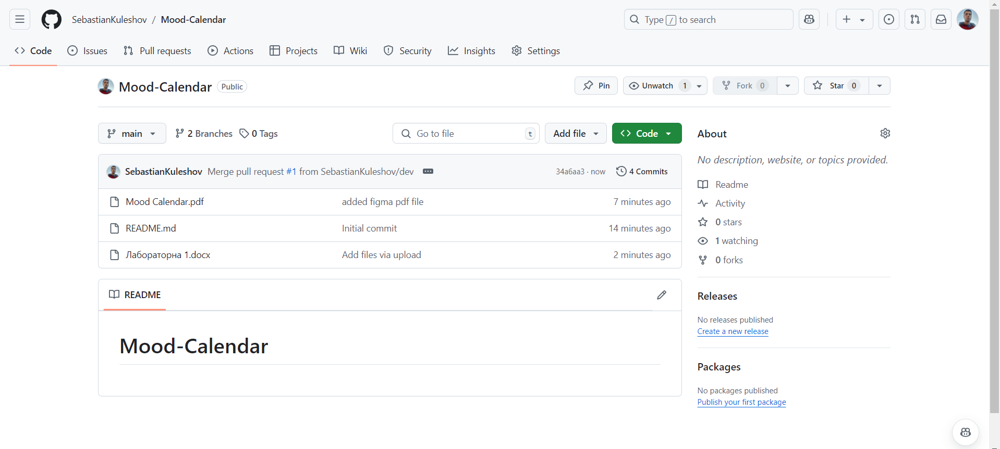 SebastianKuleshov / Mood-Calendar
Type / to search
Code Issues Pull requests Actions Projects Wiki Security Insights Settings
Mood-Calendar Public
Pin Unwatch 1 Fork 0 Star 0
main 2 Branches 0 Tags Go to file t Add file Code
SebastianKuleshov Merge pull request #1 from SebastianKuleshov/dev 34a6aa3 · now 4 Commits
Mood Calendar.pdf added figma pdf file 7 minutes ago
README.md Initial commit 14 minutes ago
Лабораторна 1.docx Add files via upload 2 minutes ago
README
Mood-Calendar
About
No description, website, or topics provided.
Readme
Activity
0 stars
1 watching
0 forks
Releases
No releases published
Create a new release
Packages
No packages published
Publish your first package